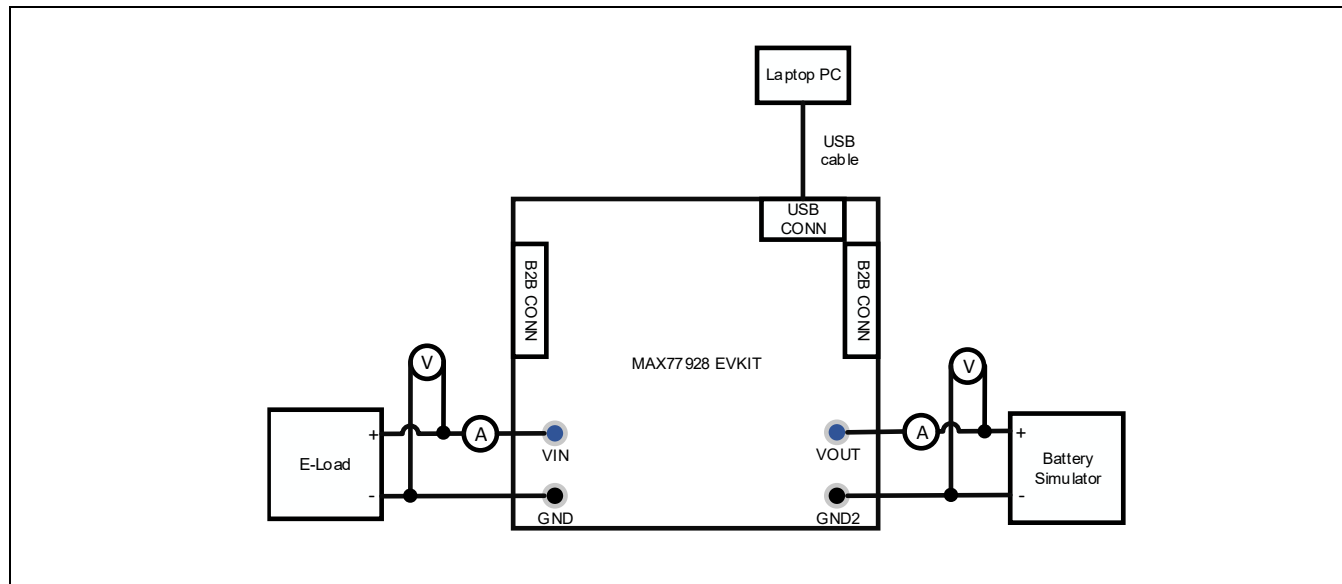 Laptop PC
USB
cable
USB
CONN
B2B CONN
B2B CONN
MAX77928 EVKIT
V
V
E-Load
+
-
A
VIN
GND
VOUT
GND2
A
+
-
Battery
Simulator